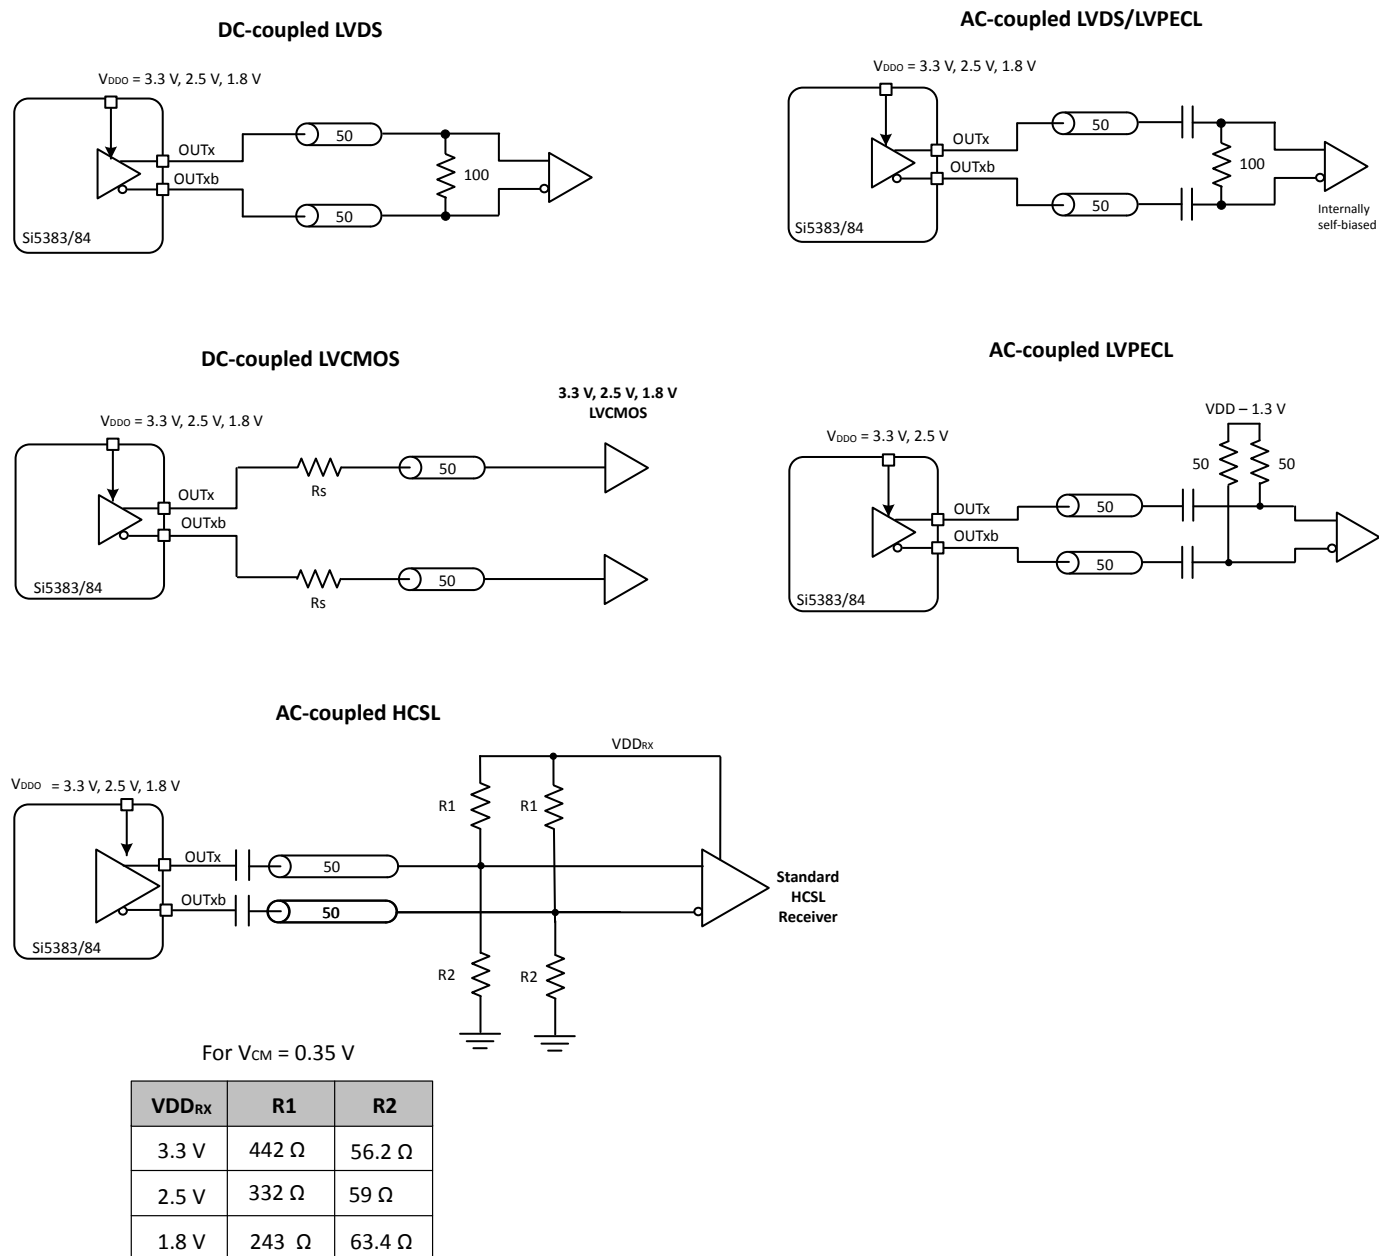 DC-coupled LVDS
VDDO = 3.3 V, 2.5 V, 1.8 V
OUTx
OUTxb
50
50
100
Si5383/84
AC-coupled LVDS/LVPECL
VDDO = 3.3 V, 2.5 V, 1.8 V
OUTx
OUTxb
50
50
100
Internally
self-biased
Si5383/84
DC-coupled LVCMOS
VDDO = 3.3 V, 2.5 V, 1.8 V
3.3 V, 2.5 V, 1.8 V
LVCMOS
OUTx
OUTxb
Rs
50
Rs
50
Si5383/84
AC-coupled LVPECL
VDDO = 3.3 V, 2.5 V
VDD – 1.3 V
50
50
OUTx
OUTxb
50
50
Si5383/84
AC-coupled HCSL
VDDO = 3.3 V, 2.5 V, 1.8 V
VDDRX
R1
R1
OUTx
OUTxb
50
50
Standard
HCSL
Receiver
R2
R2
Si5383/84
For VCM = 0.35 V
VDDRX R1 R2
3.3 V 442 Ω 56.2 Ω
2.5 V 332 Ω 59 Ω
1.8 V 243 Ω 63.4 Ω